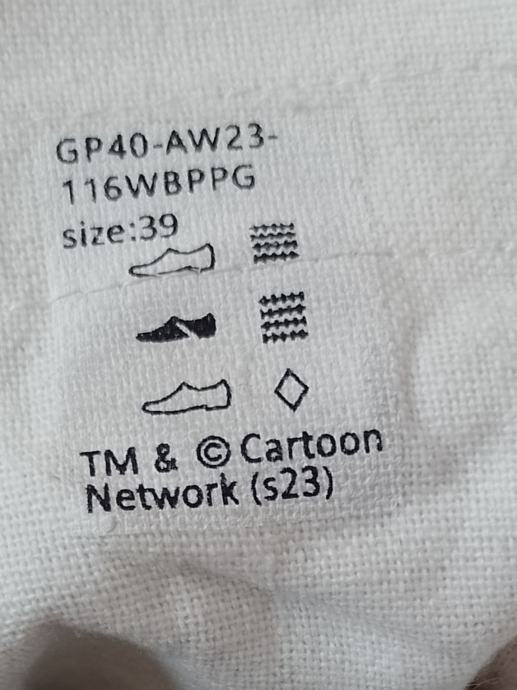 GP40-AW23-
116WBPPG
size:39
TM & © Cartoon
Network (s23)